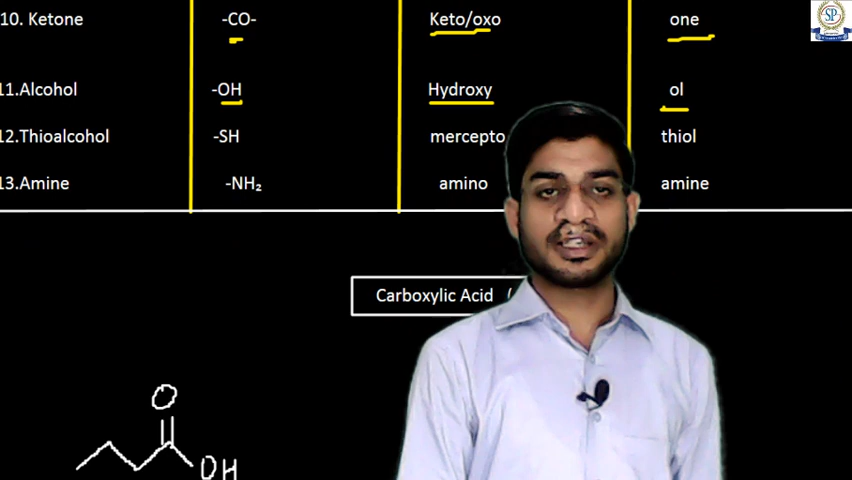 10. Ketone -CO- Keto/oxo one
11.Alcohol -OH Hydroxy ol
12.Thioalcohol -SH mercepto thiol
13.Amine -NH₂ amino amine
Carboxylic Acid (
O
OH
SP